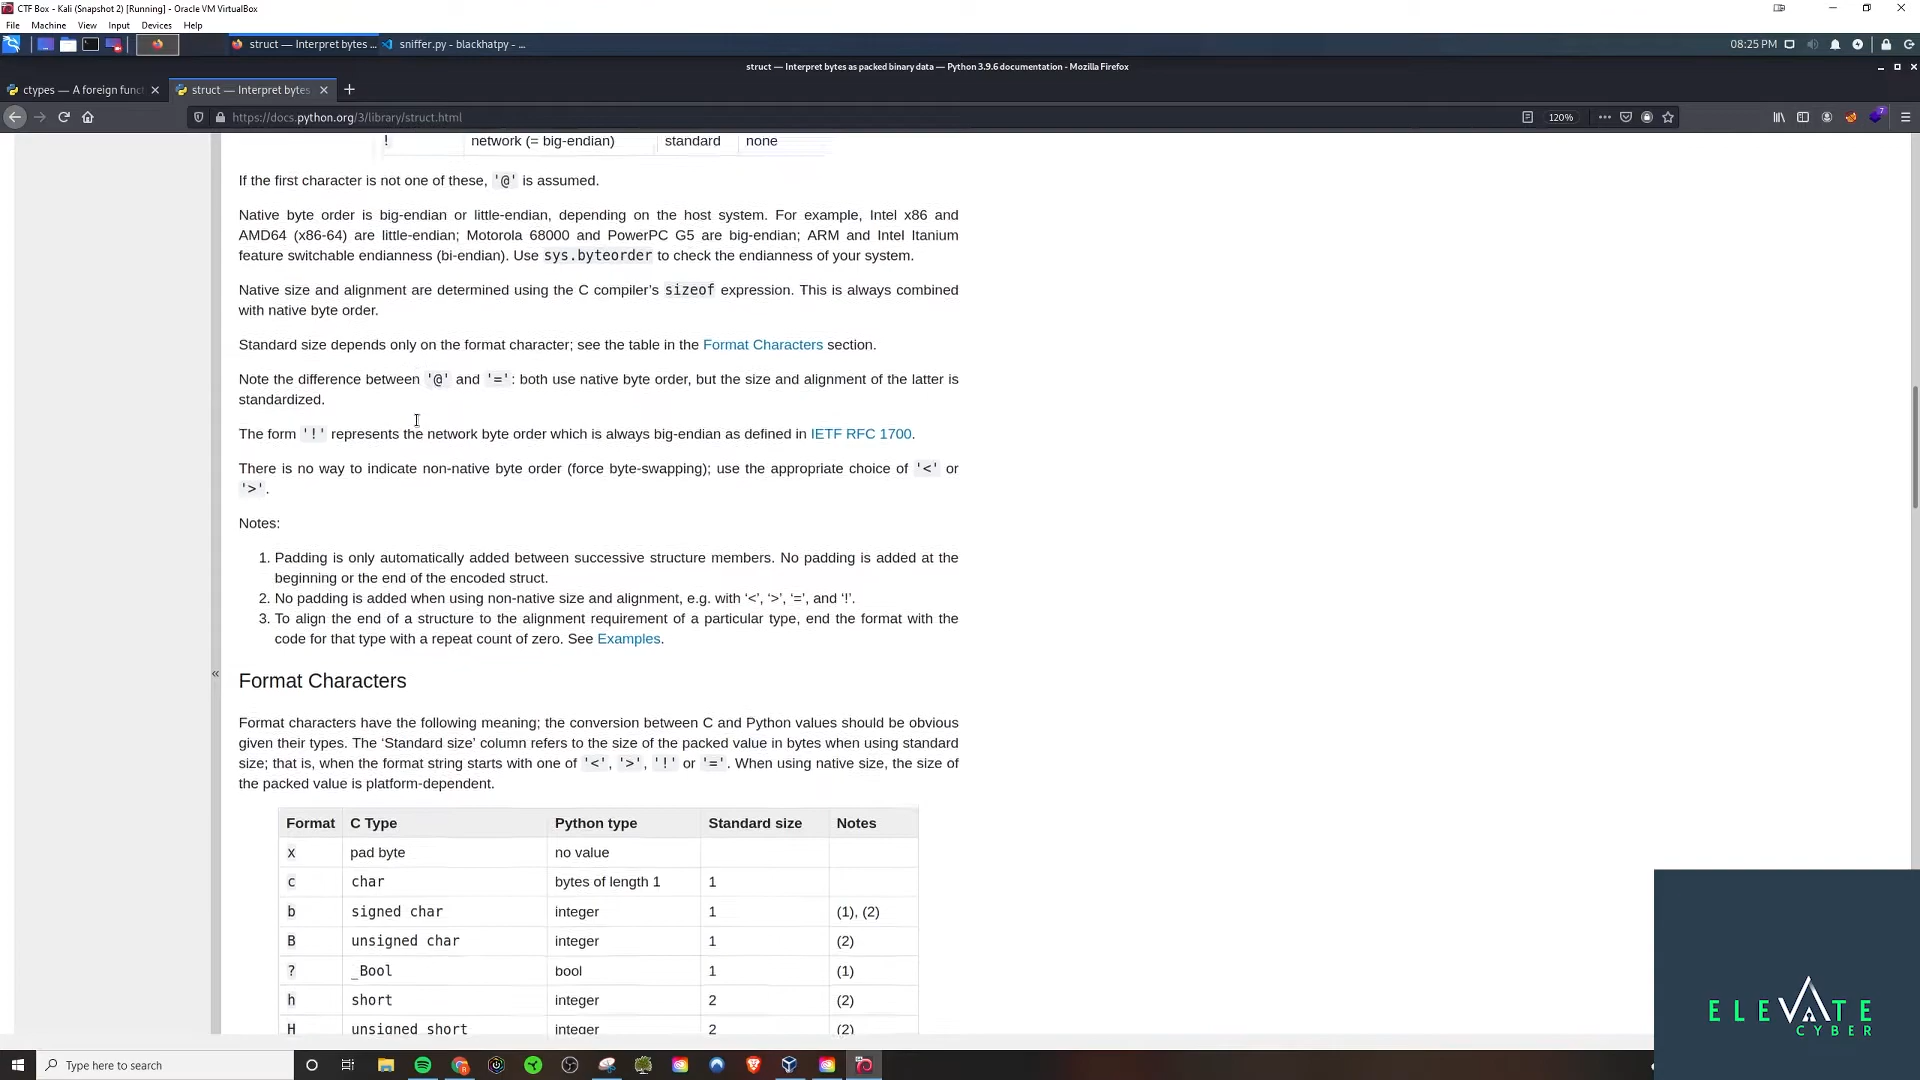 CTF Box - Kali (Snapshot 2) [Running] - Oracle VM VirtualBox
File Machine View Input Devices Help
struct — Interpret bytes ... sniffer.py - blackhatpy - ... 08:25 PM
struct — Interpret bytes as packed binary data — Python 3.9.6 documentation - Mozilla Firefox
ctypes — A foreign funct struct — Interpret bytes
https://docs.python.org/3/library/struct.html 120%
! network (= big-endian) standard none
If the first character is not one of these, '@' is assumed.
Native byte order is big-endian or little-endian, depending on the host system. For example, Intel x86 and
AMD64 (x86-64) are little-endian; Motorola 68000 and PowerPC G5 are big-endian; ARM and Intel Itanium
feature switchable endianness (bi-endian). Use sys.byteorder to check the endianness of your system.
Native size and alignment are determined using the C compiler’s sizeof expression. This is always combined
with native byte order.
Standard size depends only on the format character; see the table in the Format Characters section.
Note the difference between '@' and '=': both use native byte order, but the size and alignment of the latter is
standardized.
The form '!' represents the network byte order which is always big-endian as defined in IETF RFC 1700.
There is no way to indicate non-native byte order (force byte-swapping); use the appropriate choice of '<' or
'>'.
Notes:
1. Padding is only automatically added between successive structure members. No padding is added at the
beginning or the end of the encoded struct.
2. No padding is added when using non-native size and alignment, e.g. with ‘<’, ‘>’, ‘=’, and ‘!’.
3. To align the end of a structure to the alignment requirement of a particular type, end the format with the
code for that type with a repeat count of zero. See Examples.
«
Format Characters
Format characters have the following meaning; the conversion between C and Python values should be obvious
given their types. The ‘Standard size’ column refers to the size of the packed value in bytes when using standard
size; that is, when the format string starts with one of '<', '>', '!' or '='. When using native size, the size of
the packed value is platform-dependent.
Format C Type Python type Standard size Notes
x pad byte no value
c char bytes of length 1 1
b signed char integer 1 (1), (2)
B unsigned char integer 1 (2)
? _Bool bool 1 (1)
h short integer 2 (2)
H unsigned short integer 2 (2)
ELEVATE
CYBER
Type here to search